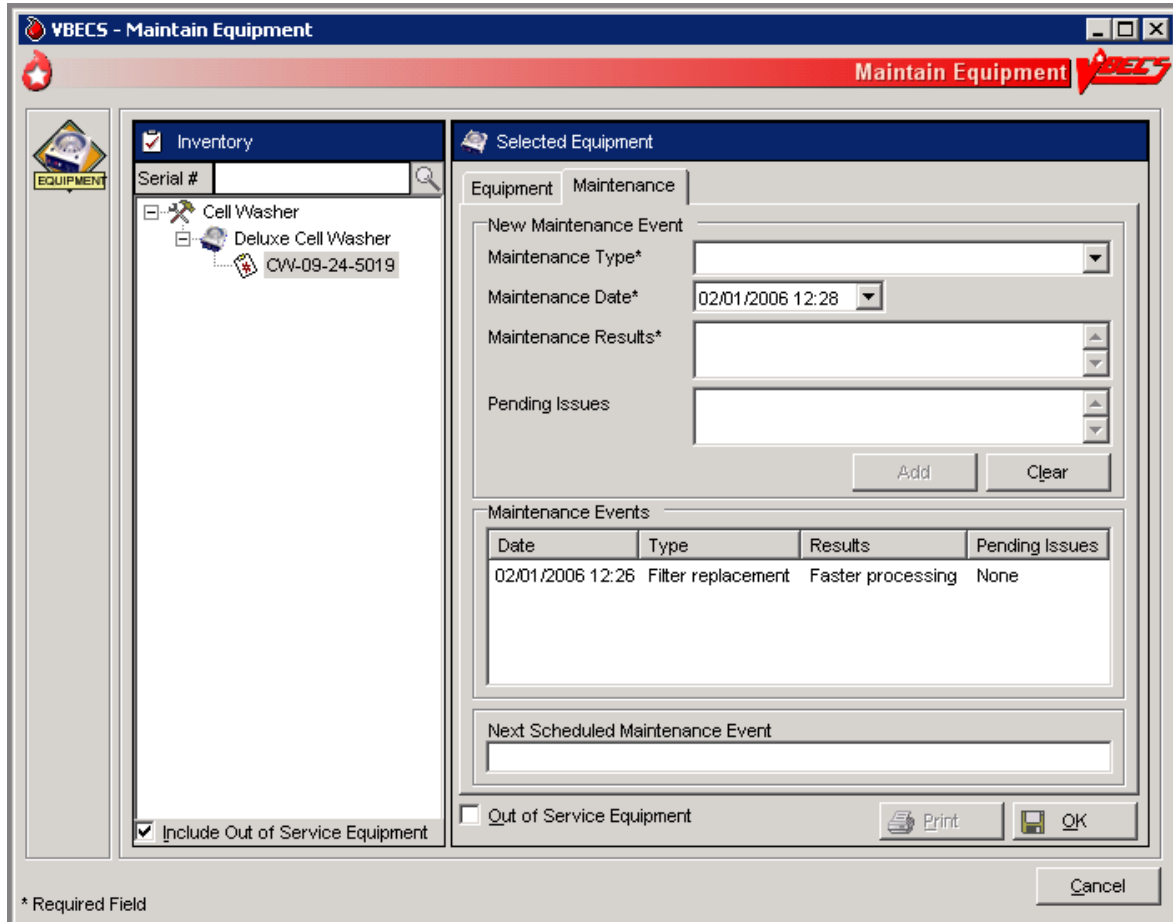 VBECS - Maintain Equipment
Maintain Equipment VBECS
EQUIPMENT
Inventory
Serial #
Cell Washer
Deluxe Cell Washer
CW-09-24-5019
Include Out of Service Equipment
Selected Equipment
Equipment Maintenance
New Maintenance Event
Maintenance Type*
Maintenance Date* 02/01/2006 12:28
Maintenance Results*
Pending Issues
Add Clear
Maintenance Events
Date Type Results Pending Issues
02/01/2006 12:26 Filter replacement Faster processing None
Next Scheduled Maintenance Event
Out of Service Equipment Print OK
Cancel
* Required Field